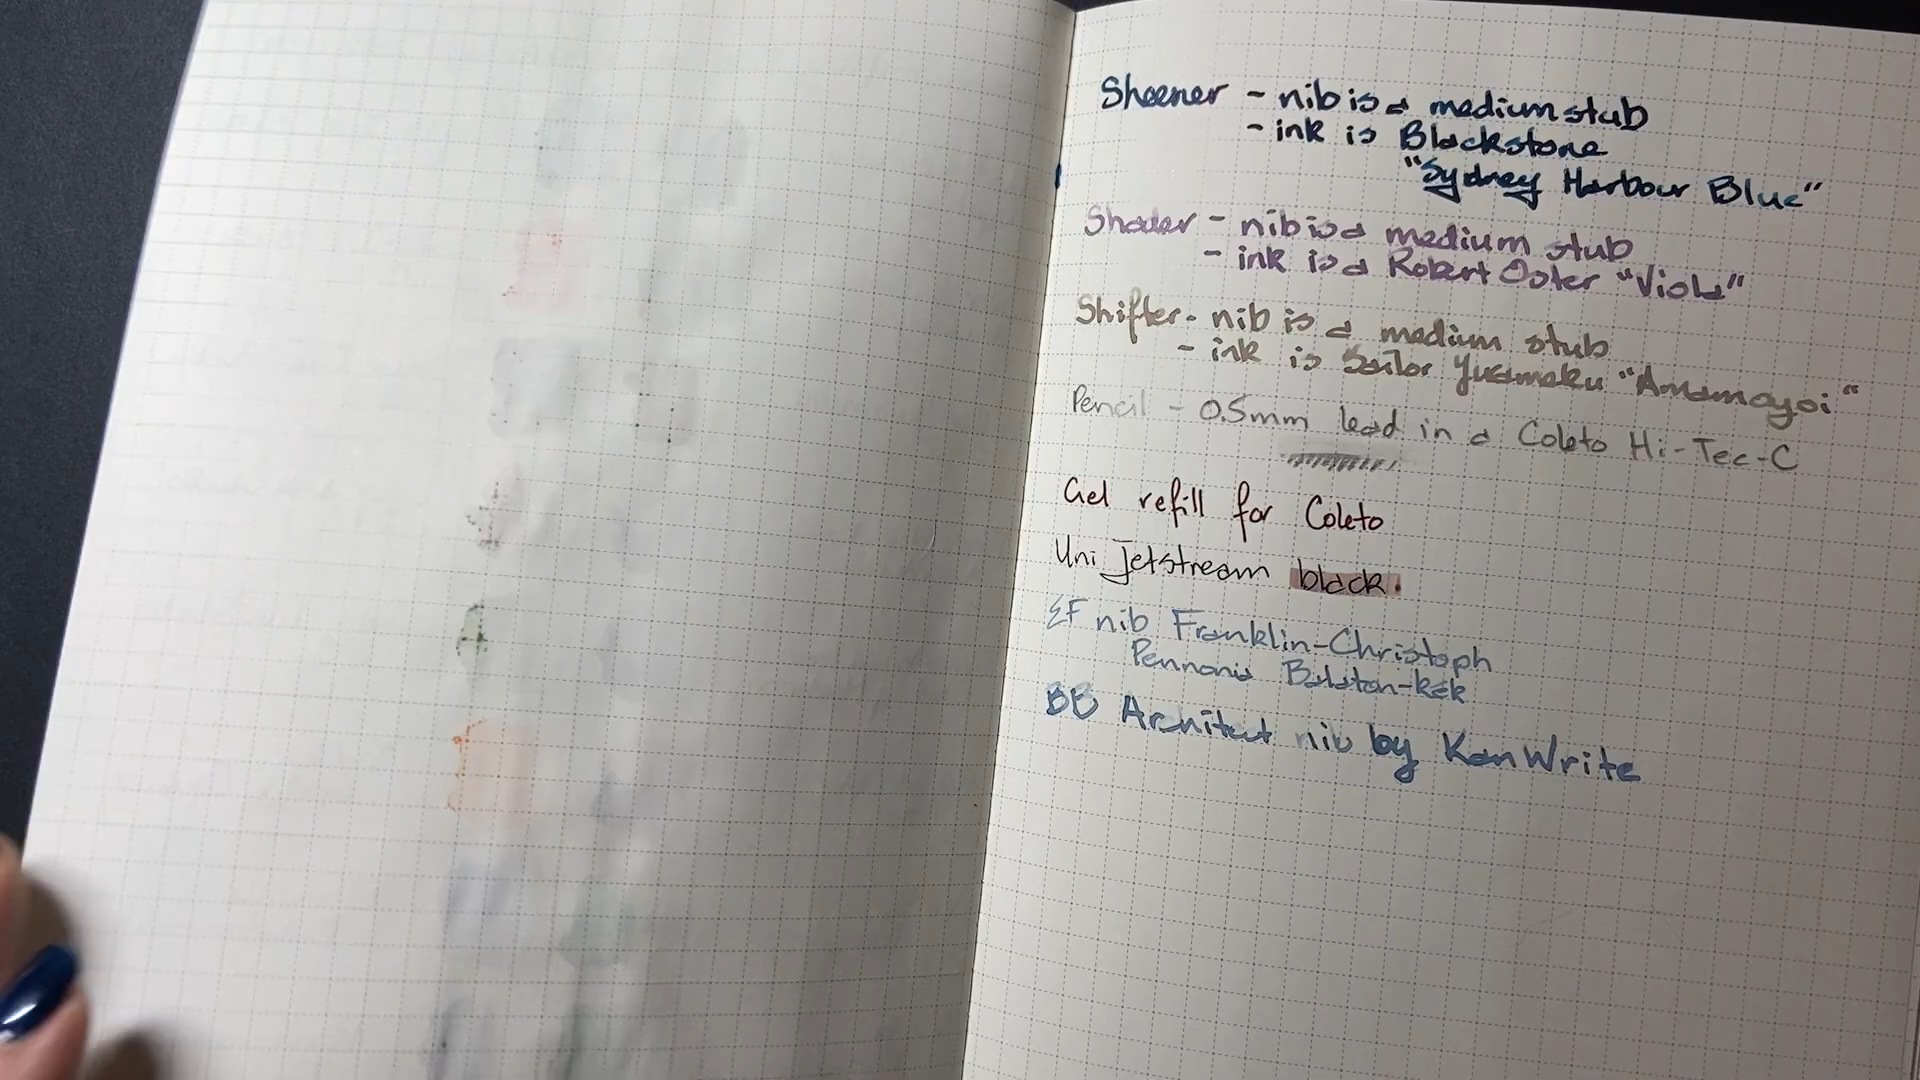 Sheener - nib is a medium stub
- ink is Blackstone
"Sydney Harbour Blue"
Shader - nib is a medium stub
- ink is a Robert Oster "Viola"
Shifter - nib is a medium stub
- ink is Sailor Yurameku "Amamoyoi"
Pencil - 0.5mm lead in a Coleto Hi-Tec-C
Gel refill for Coleto
Uni Jetstream black.
EF nib Franklin-Christoph
Pennonia Balaton-kék
BB Architect nib by KenWrite